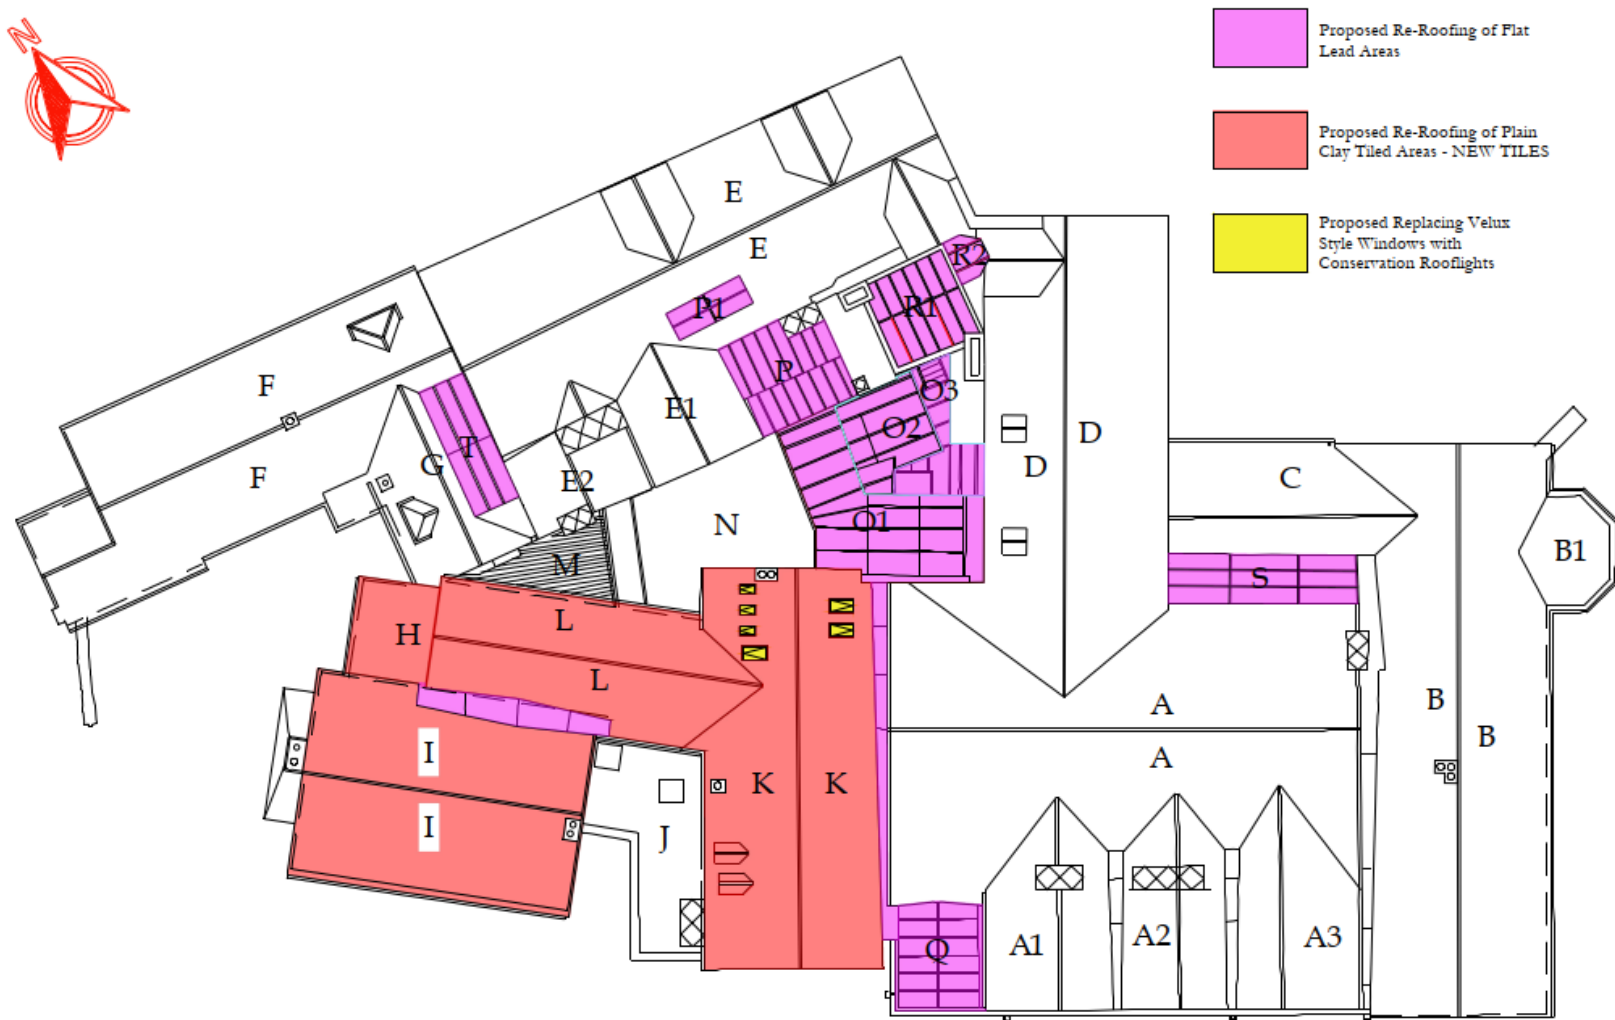 N
Proposed Re-Roofing of Flat
Lead Areas
Proposed Re-Roofing of Plain
Clay Tiled Areas - NEW TILES
Proposed Replacing Velux
Style Windows with
Conservation Rooflights
E
E
R2
P1
R1
P
O3
F
E1
O2
D
T
G
D
F
E2
C
O1
N
B1
M
S
L
H
L
A
B
B
I
A
K
K
I
J
A1
A2
A3
Q